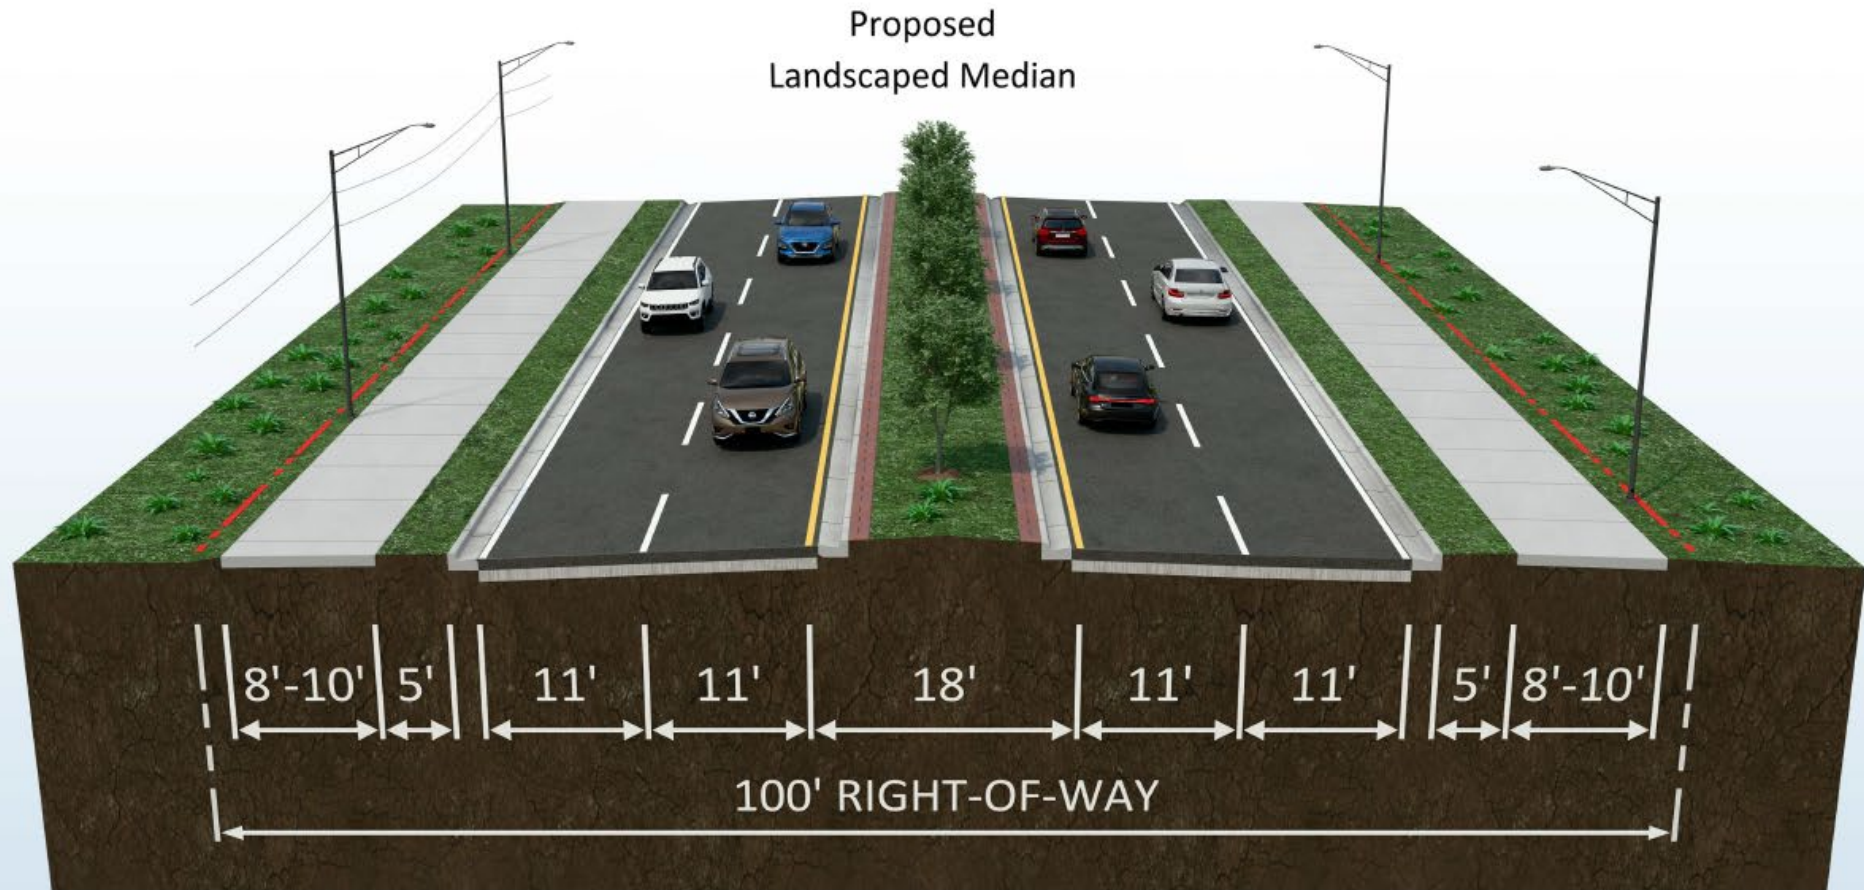 Proposed
Landscaped Median
8'-10' 5' 11' 11' 18' 11' 11' 5' 8'-10'
100' RIGHT-OF-WAY